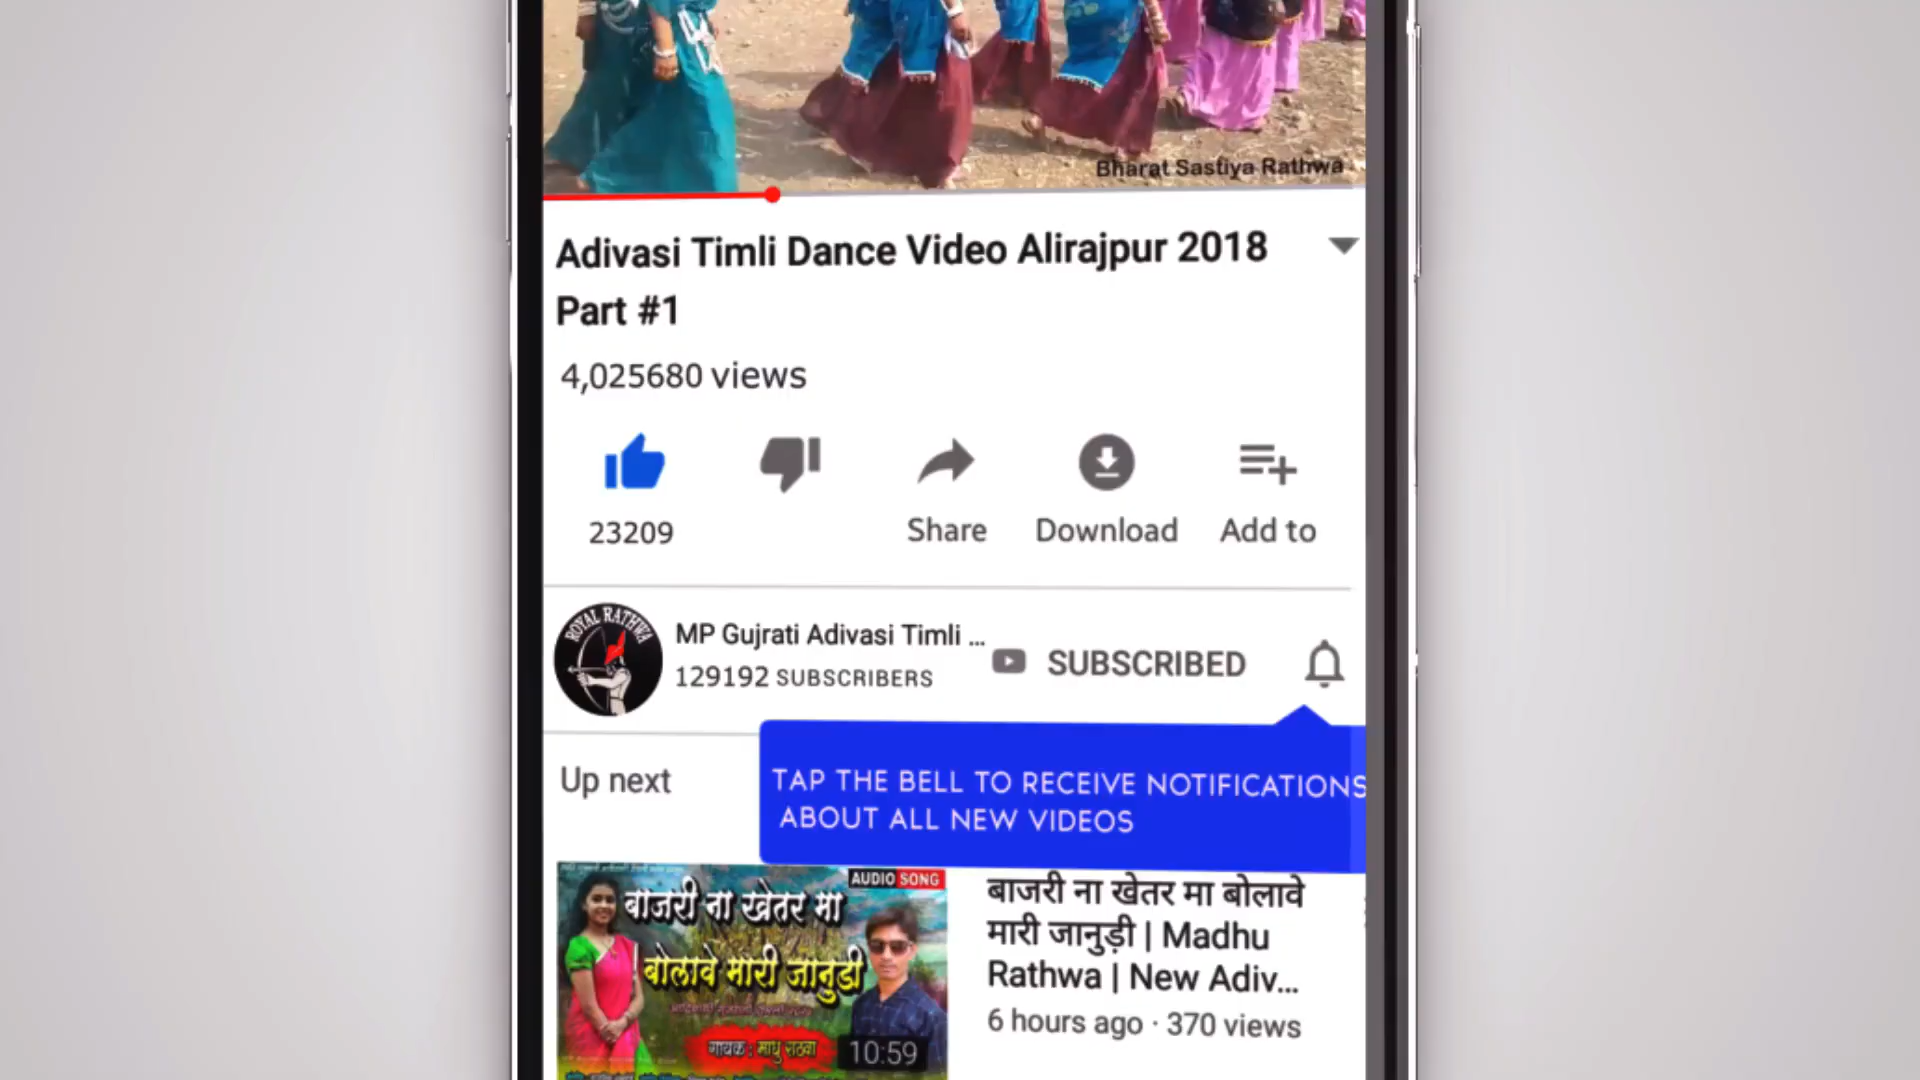 Bharat Sastiya Rathwa
Adivasi Timli Dance Video Alirajpur 2018
Part #1
4,025680 views
23209
Share
Download
Add to
ROYAL RATHWA
MP Gujrati Adivasi Timli ...
129192 SUBSCRIBERS
SUBSCRIBED
TAP THE BELL TO RECEIVE NOTIFICATIONS
ABOUT ALL NEW VIDEOS
Up next
AUDIO SONG
बाजरी ना खेतर मा
बोलावे मारी जानुडी
गायक : माधु राठवा
10:59
बाजरी ना खेतर मा बोलावे
मारी जानुड़ी | Madhu
Rathwa | New Adiv...
6 hours ago · 370 views